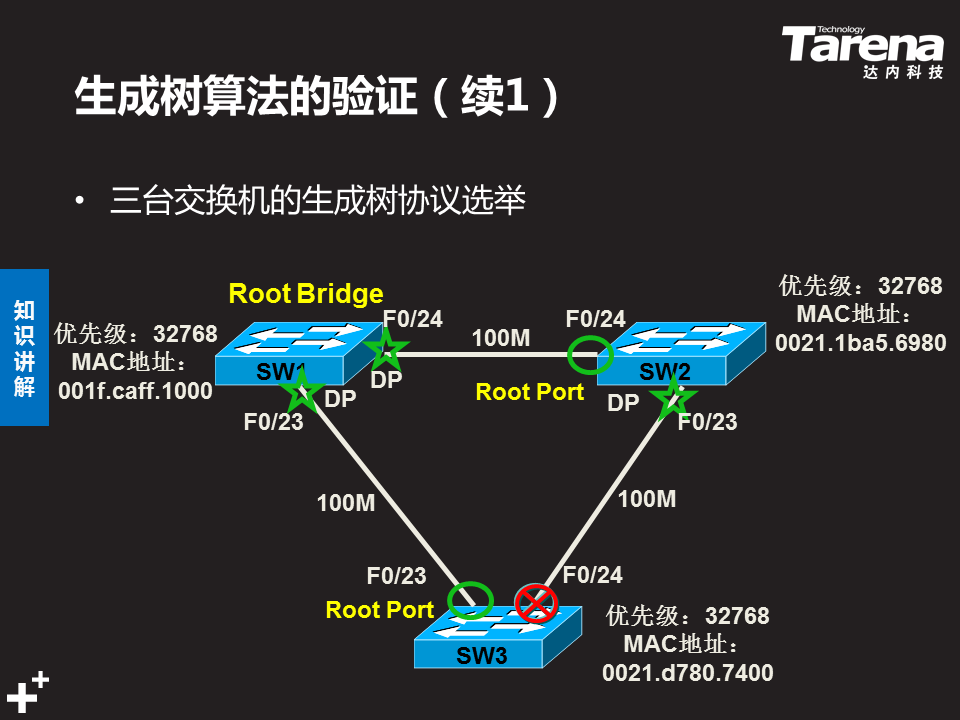 Technology
Tarena
达内科技
生成树算法的验证（续1）
• 三台交换机的生成树协议选举
知识讲解
Root Bridge
优先级：32768
MAC地址：
001f.caff.1000
SW1
F0/24
DP
DP
F0/23
100M
F0/24
SW2
Root Port
DP
F0/23
优先级：32768
MAC地址：
0021.1ba5.6980
100M
100M
F0/23
Root Port
F0/24
SW3
优先级：32768
MAC地址：
0021.d780.7400